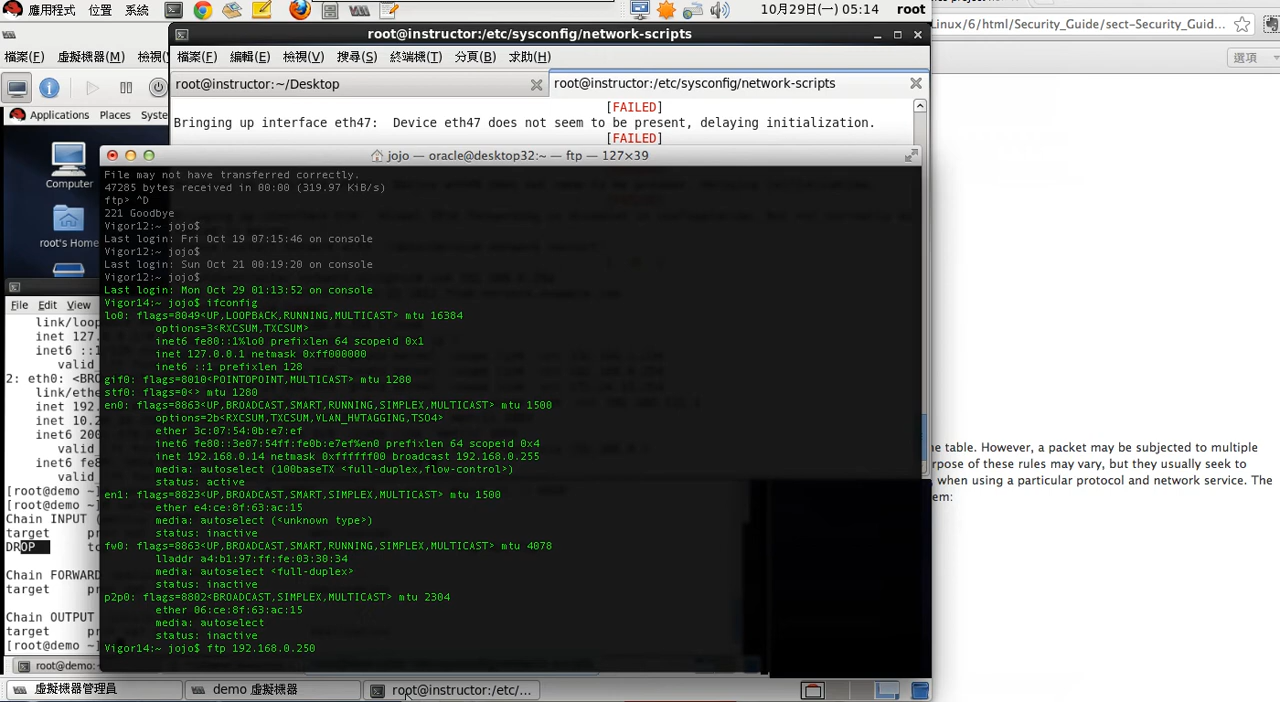 應用程式 位置 系統
10月29日(一) 05:14 root
root@instructor:/etc/sysconfig/network-scripts
檔案(F) 編輯(E) 檢視(V) 搜尋(S) 終端機(T) 分頁(B) 求助(H)
root@instructor:~/Desktop
root@instructor:/etc/sysconfig/network-scripts
[FAILED]
Bringing up interface eth47: Device eth47 does not seem to be present, delaying initialization.
[FAILED]
檔案(F) 虛擬機器(M) 檢視(
Applications Places Syste
Computer
root's Home
File Edit View
link/loop
inet 127.
inet6 ::1
valid
2: eth0: <BRO
link/ethe
inet 192.
inet 10.2
inet6 200
valid
inet6 fe8
valid
[root@demo ~]
[root@demo ~]
Chain INPUT (
target pr
DROP
Chain FORWARD
target pr
Chain OUTPUT
target pr
[root@demo ~]
root@demo:~
jojo — oracle@desktop32:~ — ftp — 127×39
File may not have transferred correctly.
47285 bytes received in 00:00 (319.97 KiB/s)
ftp> ^D
221 Goodbye
Vigor12:~ jojo$
Last login: Fri Oct 19 07:15:46 on console
Vigor12:~ jojo$
Last login: Sun Oct 21 00:19:20 on console
Vigor12:~ jojo$
Last login: Mon Oct 29 01:13:52 on console
Vigor14:~ jojo$ ifconfig
lo0: flags=8049<UP,LOOPBACK,RUNNING,MULTICAST> mtu 16384
options=3<RXCSUM,TXCSUM>
inet6 fe80::1%lo0 prefixlen 64 scopeid 0x1
inet 127.0.0.1 netmask 0xff000000
inet6 ::1 prefixlen 128
gif0: flags=8010<POINTOPOINT,MULTICAST> mtu 1280
stf0: flags=0<> mtu 1280
en0: flags=8863<UP,BROADCAST,SMART,RUNNING,SIMPLEX,MULTICAST> mtu 1500
options=2b<RXCSUM,TXCSUM,VLAN_HWTAGGING,TSO4>
ether 3c:07:54:0b:e7:ef
inet6 fe80::3e07:54ff:fe0b:e7ef%en0 prefixlen 64 scopeid 0x4
inet 192.168.0.14 netmask 0xffffff00 broadcast 192.168.0.255
media: autoselect (100baseTX <full-duplex,flow-control>)
status: active
en1: flags=8823<UP,BROADCAST,SMART,SIMPLEX,MULTICAST> mtu 1500
ether e4:ce:8f:63:ac:15
media: autoselect (<unknown type>)
status: inactive
fw0: flags=8863<UP,BROADCAST,SMART,RUNNING,SIMPLEX,MULTICAST> mtu 4078
lladdr a4:b1:97:ff:fe:03:30:34
media: autoselect <full-duplex>
status: inactive
p2p0: flags=8802<BROADCAST,SIMPLEX,MULTICAST> mtu 2304
ether 06:ce:8f:63:ac:15
media: autoselect
status: inactive
Vigor14:~ jojo$ ftp 192.168.0.250
inux/6/html/Security_Guide/sect-Security_Guid...
選項
he table. However, a packet may be subjected to multiple
rpose of these rules may vary, but they usually seek to
when using a particular protocol and network service. The
em:
虛擬機器管理員
demo 虛擬機器
root@instructor:/etc/...